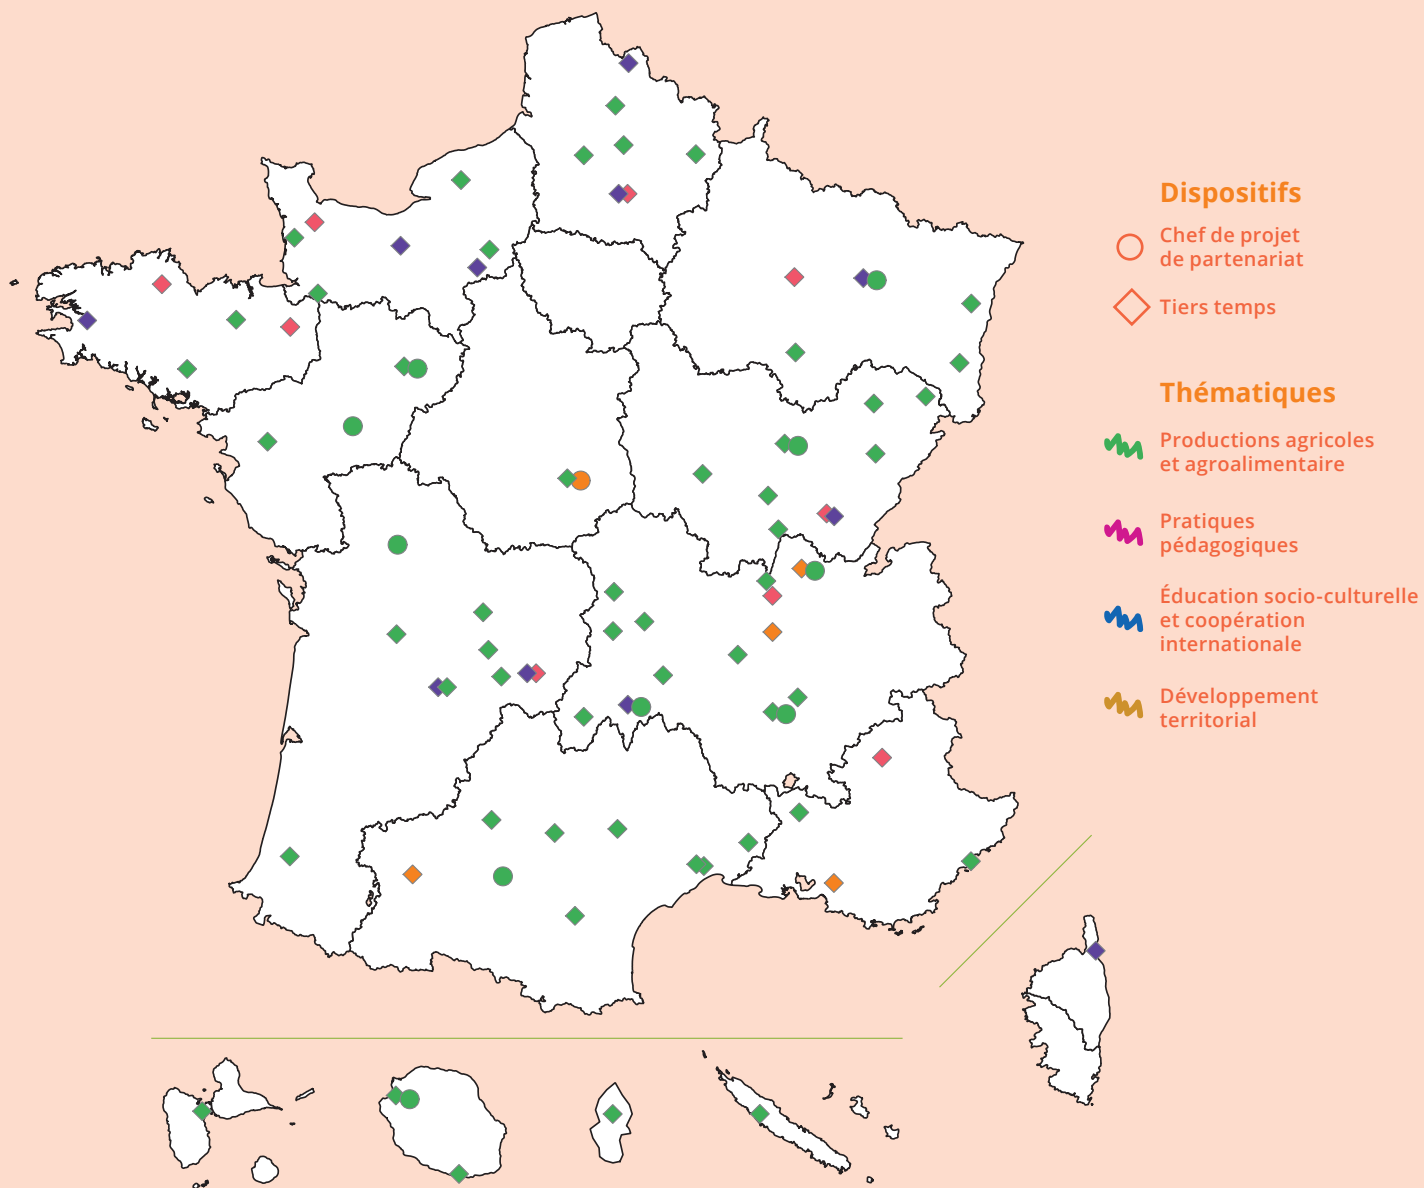 Dispositifs
Chef de projet
de partenariat
Tiers temps
Thématiques
Productions agricoles
et agroalimentaire
Pratiques
pédagogiques
Éducation socio-culturelle
et coopération
internationale
Développement
territorial